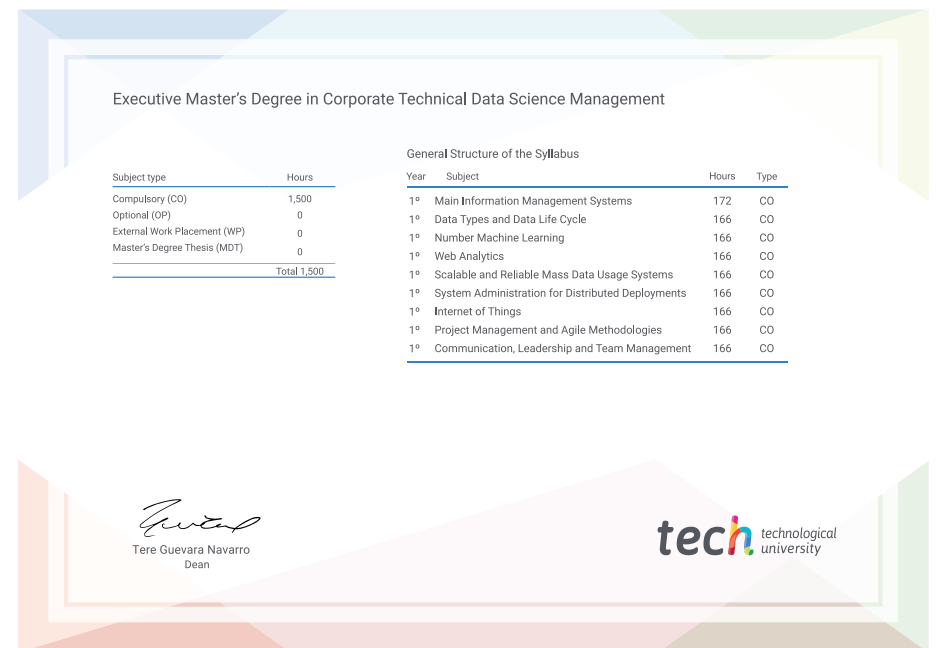 Executive Master's Degree in Corporate Technical Data Science Management
Subject type Hours
Compulsory (CO) 1,500
Optional (OP) 0
External Work Placement (WP) 0
Master's Degree Thesis (MDT) 0
Total 1,500
General Structure of the Syllabus
Year Subject Hours Type
1º Main Information Management Systems 172 CO
1º Data Types and Data Life Cycle 166 CO
1º Number Machine Learning 166 CO
1º Web Analytics 166 CO
1º Scalable and Reliable Mass Data Usage Systems 166 CO
1º System Administration for Distributed Deployments 166 CO
1º Internet of Things 166 CO
1º Project Management and Agile Methodologies 166 CO
1º Communication, Leadership and Team Management 166 CO
Tere Guevara Navarro
Dean
tech technological
university